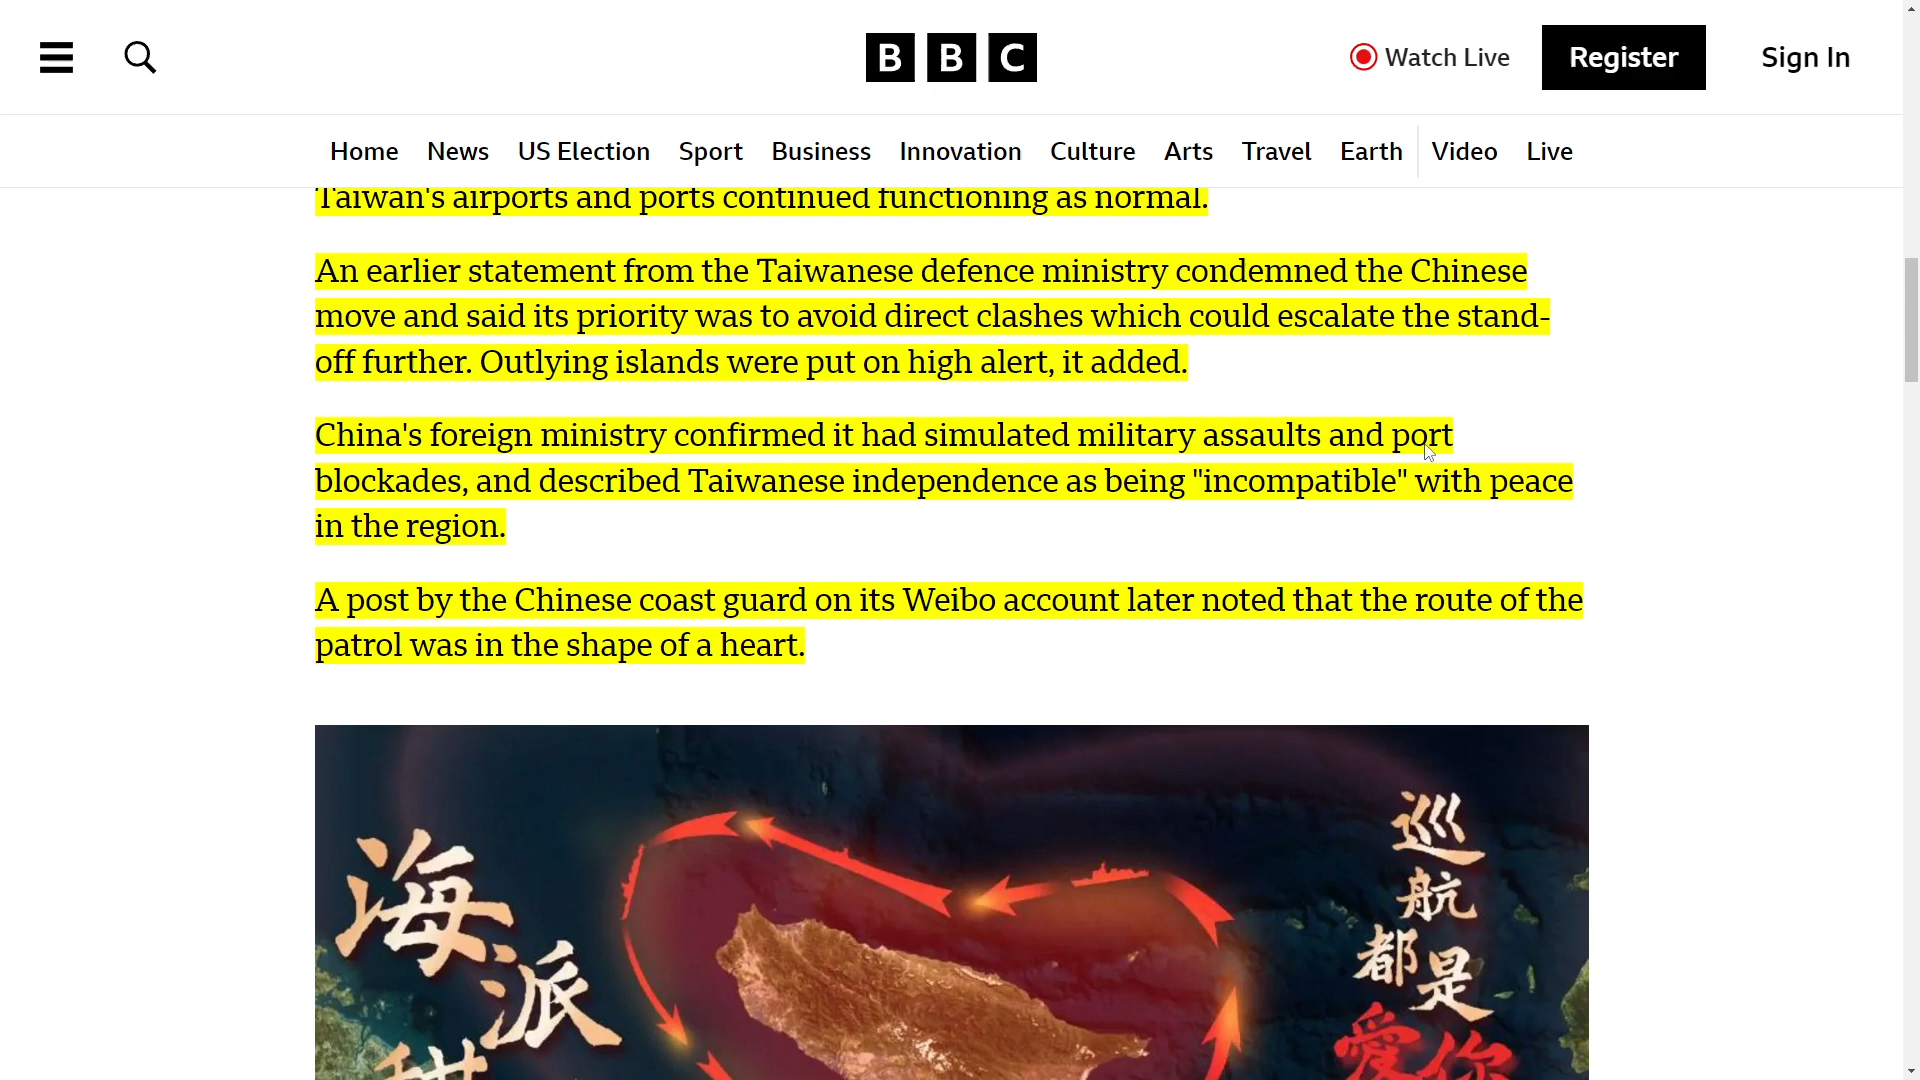 BBC
Watch Live
Register
Sign In
Home News US Election Sport Business Innovation Culture Arts Travel Earth Video Live
Taiwan's airports and ports continued functioning as normal.
An earlier statement from the Taiwanese defence ministry condemned the Chinese
move and said its priority was to avoid direct clashes which could escalate the stand-
off further. Outlying islands were put on high alert, it added.
China's foreign ministry confirmed it had simulated military assaults and port
blockades, and described Taiwanese independence as being "incompatible" with peace
in the region.
A post by the Chinese coast guard on its Weibo account later noted that the route of the
patrol was in the shape of a heart.
海派甜
巡航
都是
愛你